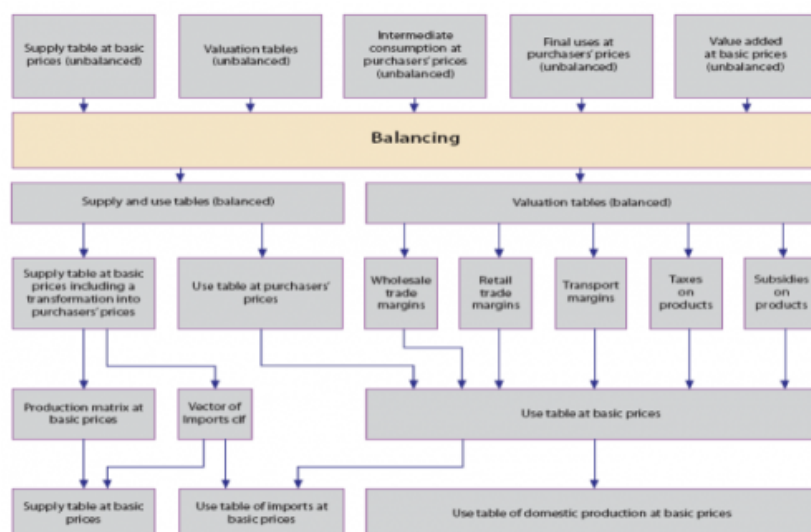 Supply table at basic
prices (unbalanced)
Valuation tables
(unbalanced)
Intermediate
consumption at
purchasers' prices
(unbalanced)
Final uses at
purchasers' prices
(unbalanced)
Value added
at basic prices
(unbalanced)
Balancing
Supply and use tables (balanced)
Valuation tables (balanced)
Supply table at basic
prices including a
transformation into
purchasers' prices
Use table at purchasers'
prices
Wholesale
trade
margins
Retail
trade
margins
Transport
margins
Taxes
on
products
Subsidies
on
products
Production matrix at
basic prices
Vector of
Imports cif
Use table at basic prices
Supply table at basic
prices
Use table of imports at
basic prices
Use table of domestic production at basic prices